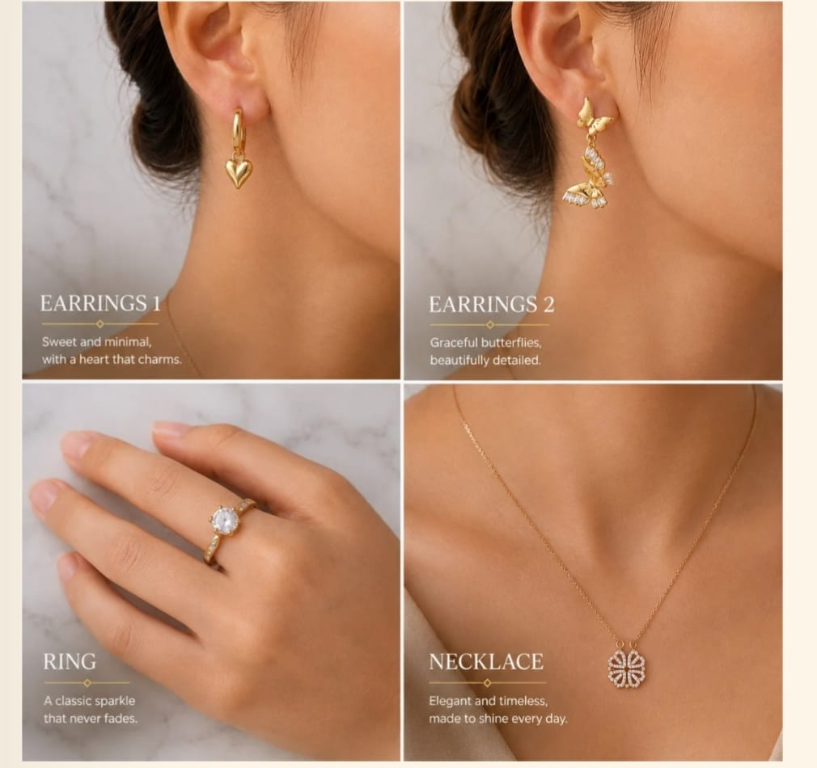 EARRINGS 1
Sweet and minimal,
with a heart that charms.
EARRINGS 2
Graceful butterflies,
beautifully detailed.
RING
A classic sparkle
that never fades.
NECKLACE
Elegant and timeless,
made to shine every day.